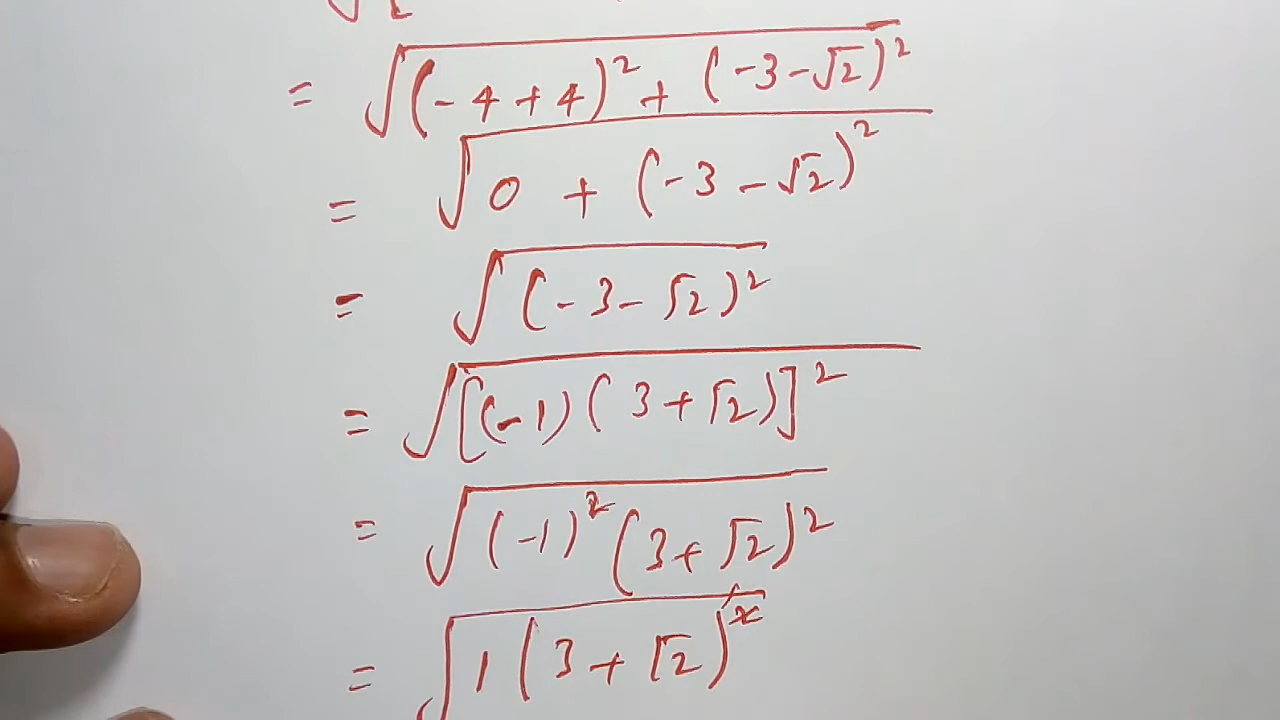 = √(-4+4)² + (-3-√2)²
= √0 + (-3-√2)²
= √(-3-√2)²
= √[(-1)(3+√2)]²
= √(-1)²(3+√2)²
= √1(3+√2)²